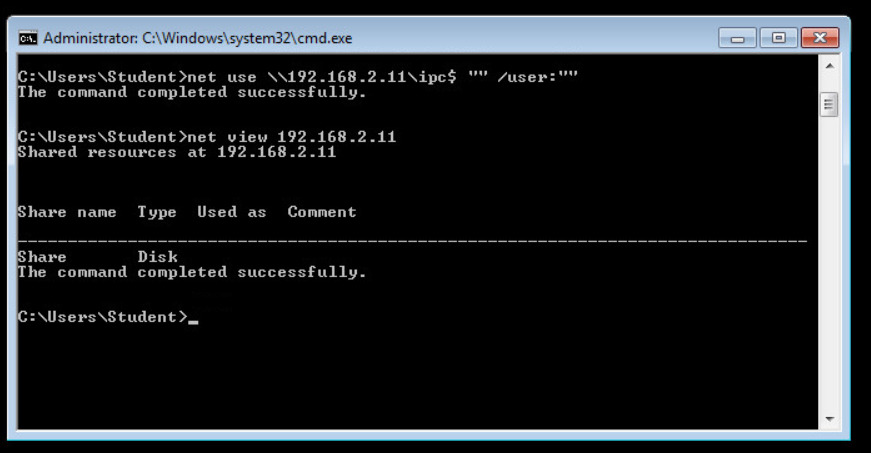 Administrator: C:\Windows\system32\cmd.exe
C:\Users\Student>net use \\192.168.2.11\ipc$ "" /user:""
The command completed successfully.
C:\Users\Student>net view 192.168.2.11
Shared resources at 192.168.2.11
Share name  Type  Used as  Comment
-------------------------------------------------------------------------------
Share       Disk
The command completed successfully.
C:\Users\Student>_